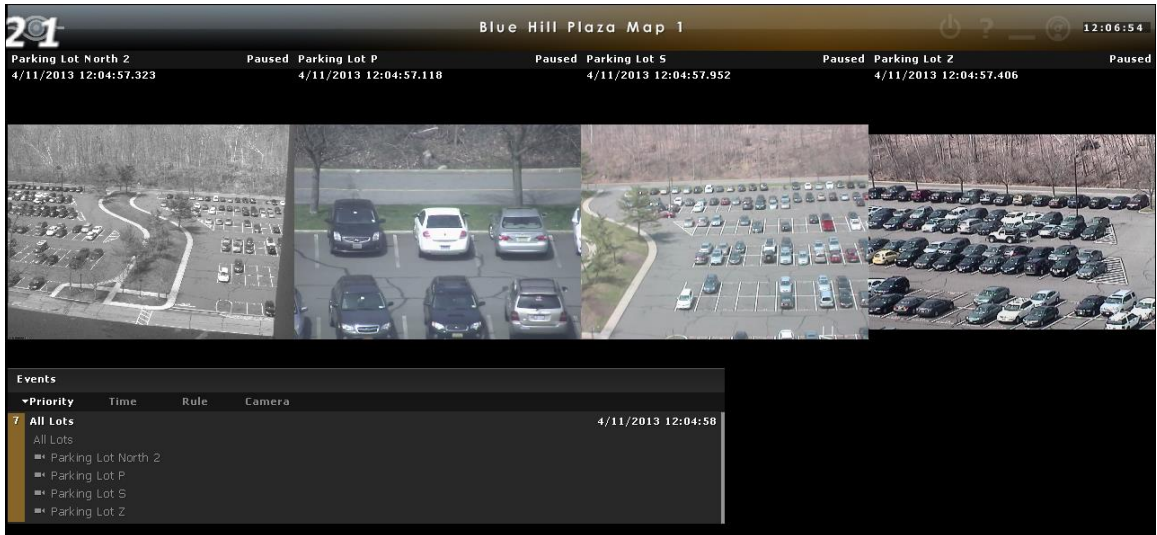 21
Blue Hill Plaza Map 1
? @ 12:06:54
Parking Lot North 2 Paused Parking Lot P Paused Parking Lot S Paused Parking Lot Z Paused
4/11/2013 12:04:57.323 4/11/2013 12:04:57.118 4/11/2013 12:04:57.952 4/11/2013 12:04:57.406
Events
Priority Time Rule Camera
7 All Lots 4/11/2013 12:04:58
All Lots
Parking Lot North 2
Parking Lot P
Parking Lot S
Parking Lot Z